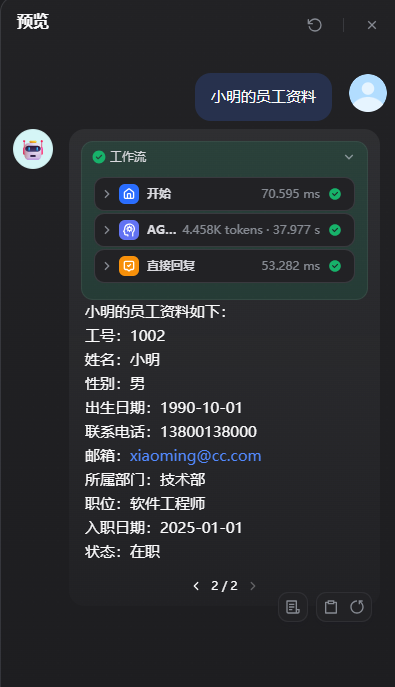 预览
小明的员工资料
工作流
开始 70.595 ms
AG... 4.458K tokens · 37.977 s
直接回复 53.282 ms
小明的员工资料如下：
工号：1002
姓名：小明
性别：男
出生日期：1990-10-01
联系电话：13800138000
邮箱：xiaoming@cc.com
所属部门：技术部
职位：软件工程师
入职日期：2025-01-01
状态：在职
2 / 2